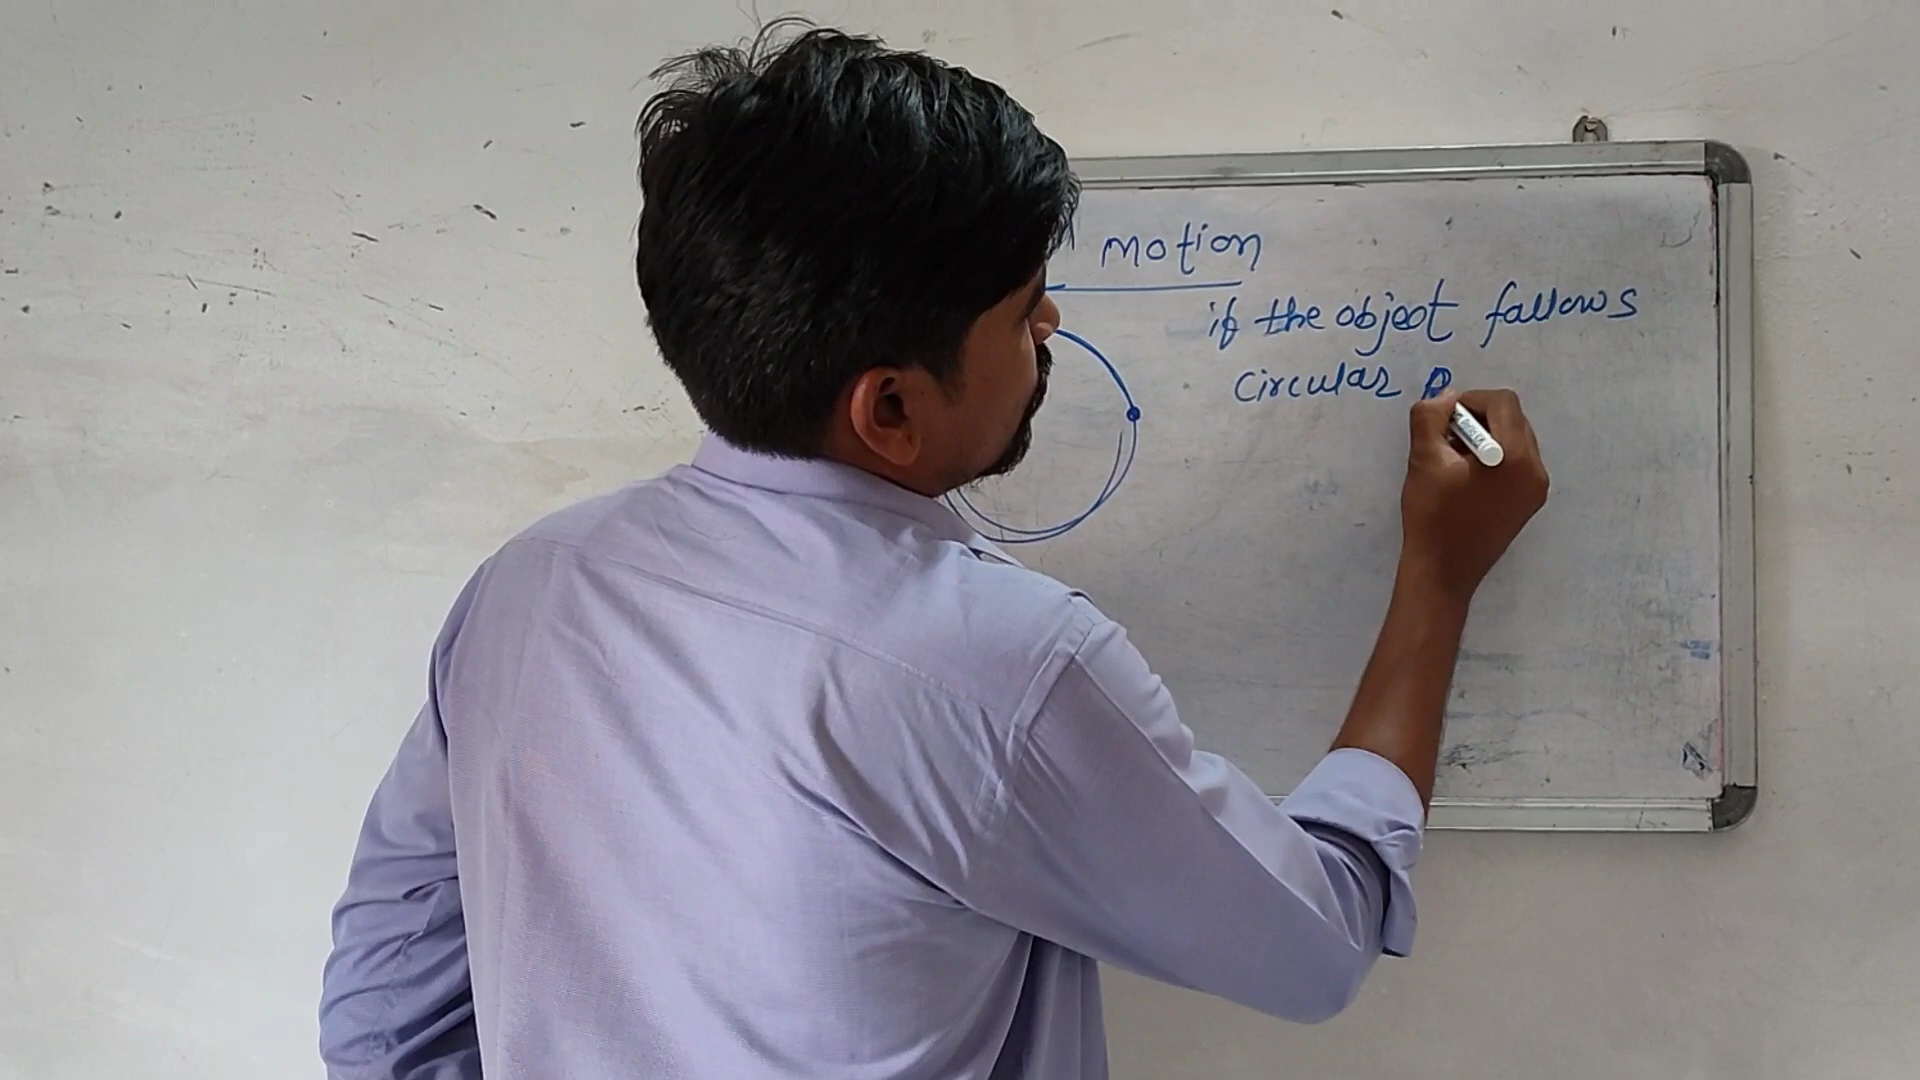 motion
if the object fallows
circular P